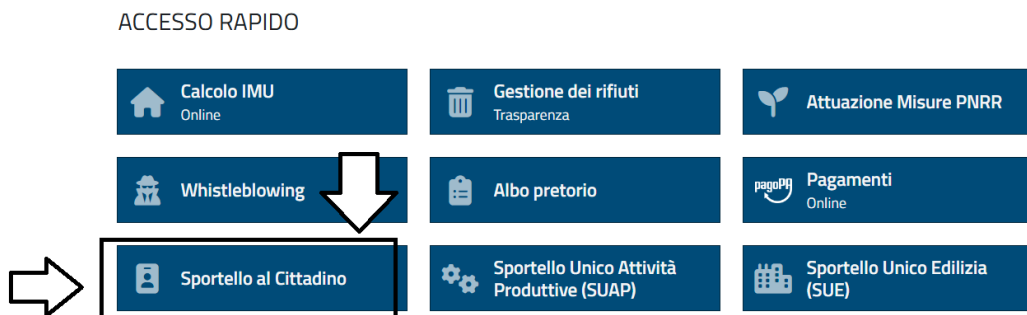 ACCESSO RAPIDO
Calcolo IMU
Online
Gestione dei rifiuti
Trasparenza
Attuazione Misure PNRR
Whistleblowing
Albo pretorio
pagoPA
Pagamenti
Online
Sportello al Cittadino
Sportello Unico Attività
Produttive (SUAP)
Sportello Unico Edilizia
(SUE)